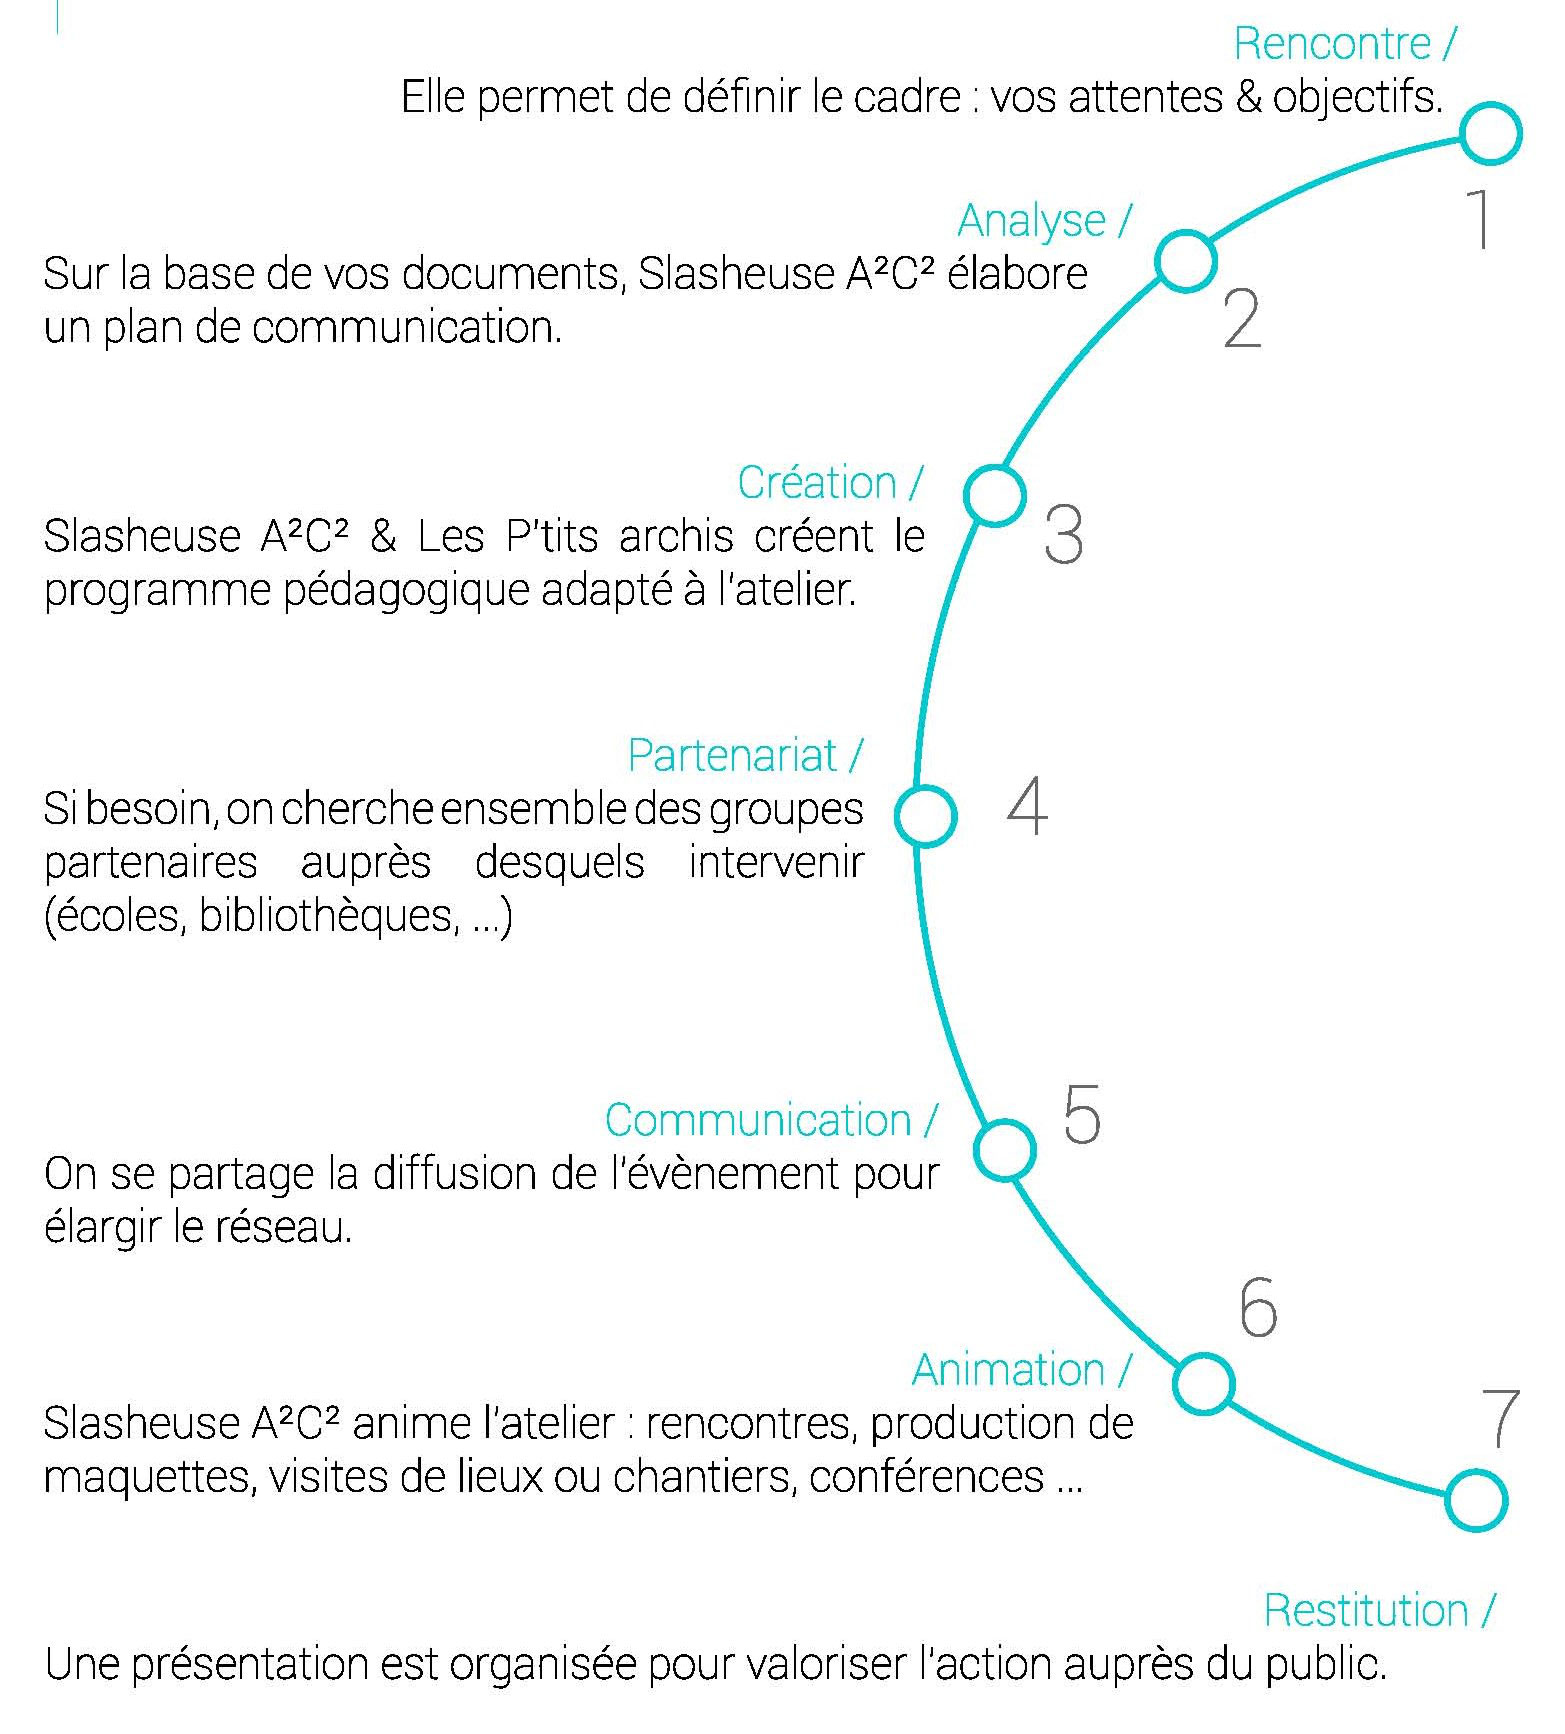 Rencontre /
Elle permet de définir le cadre : vos attentes & objectifs.
1
Analyse /
Sur la base de vos documents, Slasheuse A²C² élabore
un plan de communication.
2
Création /
Slasheuse A²C² & Les P'tits archis créent le
programme pédagogique adapté à l'atelier.
3
Partenariat /
Si besoin, on cherche ensemble des groupes
partenaires auprès desquels intervenir
(écoles, bibliothèques, ...)
4
Communication /
On se partage la diffusion de l'évènement pour
élargir le réseau.
5
Animation /
Slasheuse A²C² anime l'atelier : rencontres, production de
maquettes, visites de lieux ou chantiers, conférences ...
6
7
Restitution /
Une présentation est organisée pour valoriser l'action auprès du public.